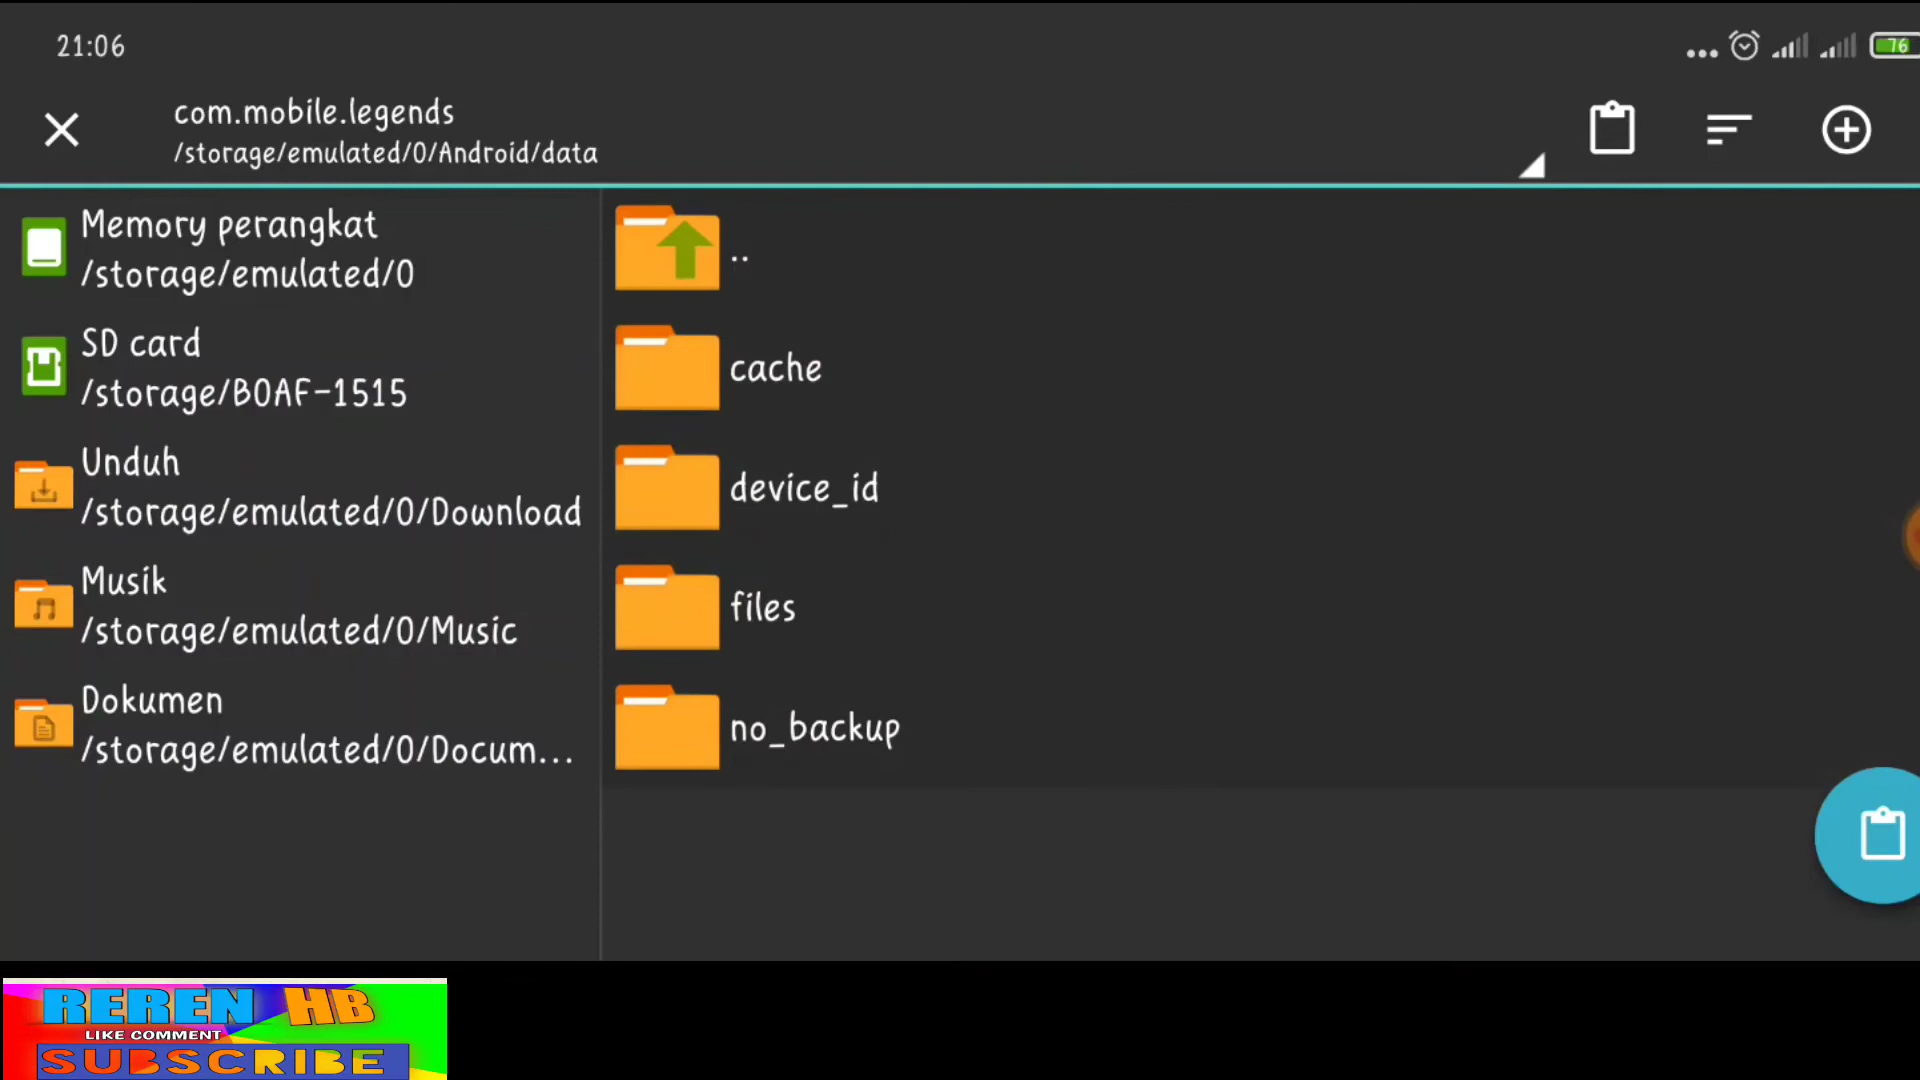 21:06
76
com.mobile.legends
/storage/emulated/0/Android/data
Memory perangkat
/storage/emulated/0
SD card
/storage/B0AF-1515
Unduh
/storage/emulated/0/Download
Musik
/storage/emulated/0/Music
Dokumen
/storage/emulated/0/Docum...
..
cache
device_id
files
no_backup
REREN HB
LIKE COMMENT
SUBSCRIBE